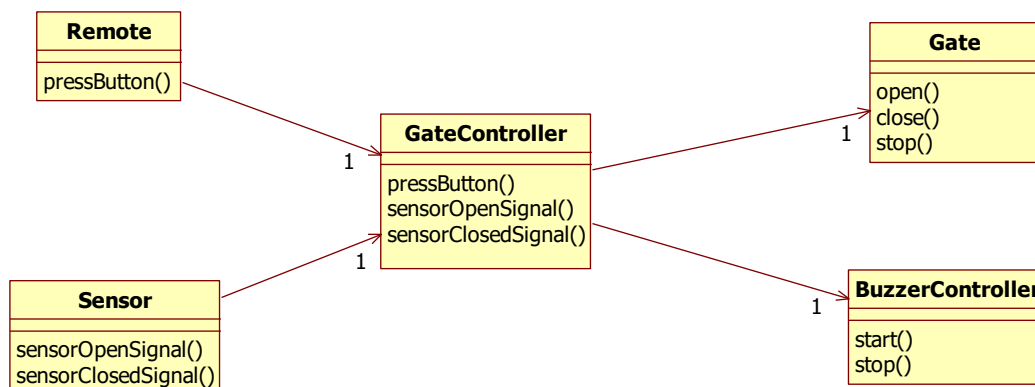 Remote
pressButton()
Gate
open()
close()
stop()
GateController
pressButton()
sensorOpenSignal()
sensorClosedSignal()
1
1
1
1
Sensor
sensorOpenSignal()
sensorClosedSignal()
BuzzerController
start()
stop()